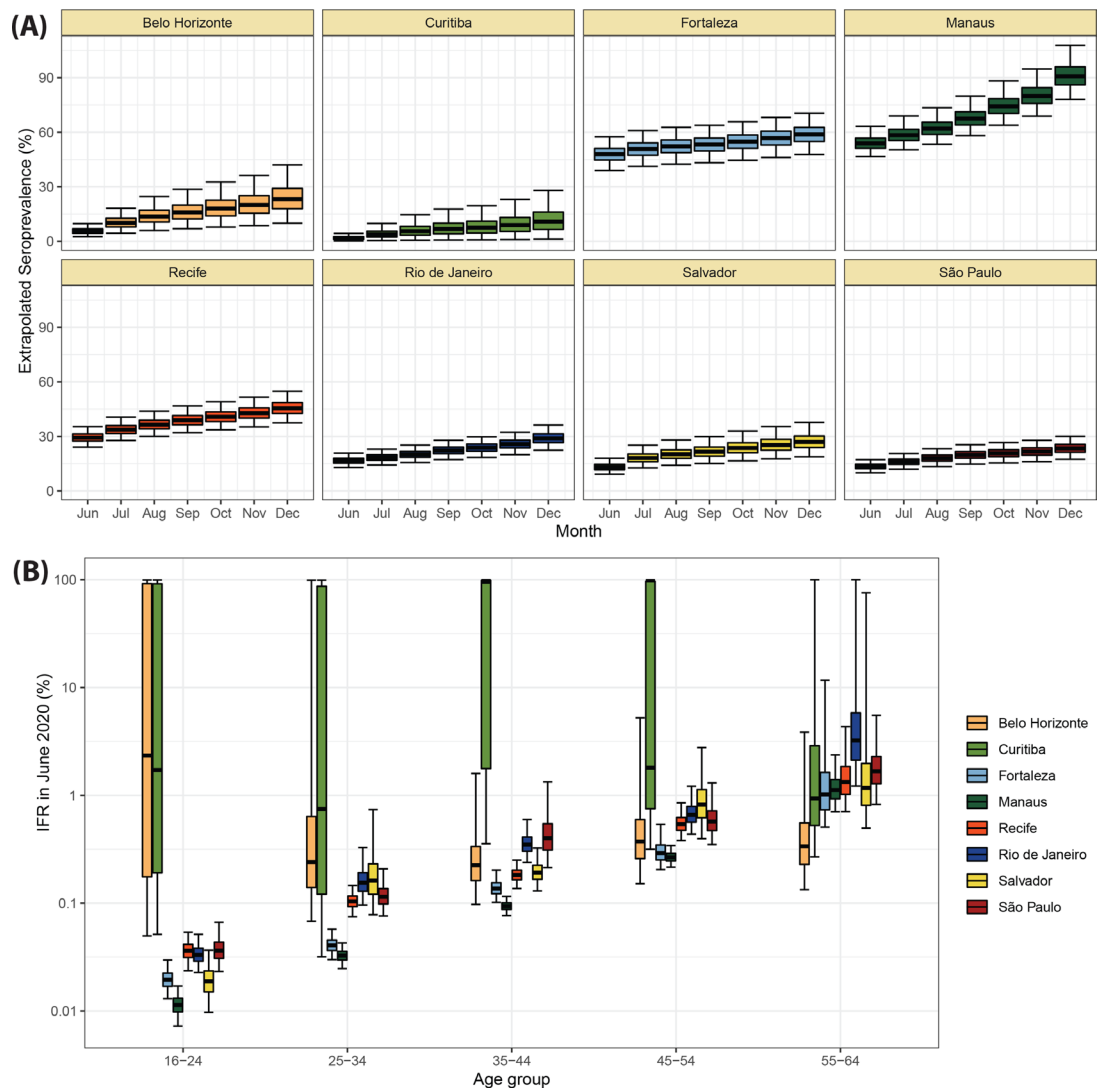 (A)
Belo Horizonte Curitiba Fortaleza Manaus
90
60
30
0
Recife Rio de Janeiro Salvador São Paulo
90
60
30
0
Extrapolated Seroprevalence (%)
Jun Jul Aug Sep Oct Nov Dec Jun Jul Aug Sep Oct Nov Dec Jun Jul Aug Sep Oct Nov Dec Jun Jul Aug Sep Oct Nov Dec
Month
(B)
100
10
1
0.1
0.01
IFR in June 2020 (%)
16−24 25−34 35−44 45−54 55−64
Age group
Belo Horizonte
Curitiba
Fortaleza
Manaus
Recife
Rio de Janeiro
Salvador
São Paulo